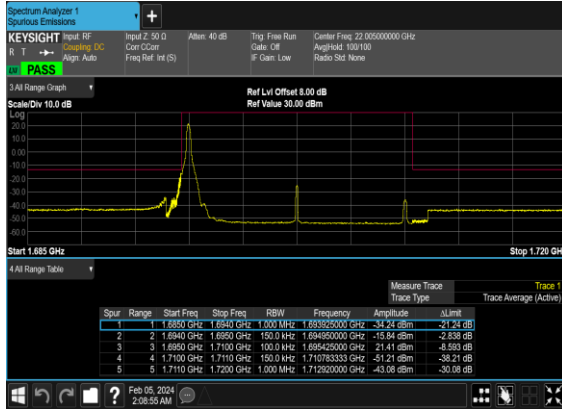 Spectrum Analyzer 1
Spurious Emissions
+
KEYSIGHT Input: RF Input Z: 50 Ω Atten: 40 dB Trig: Free Run Center Freq: 22.005000000 GHz
R T Coupling: DC Corr CCorr Gate: Off Avg|Hold: 100/100
Align: Auto Freq Ref: Int (S) IF Gain: Low Radio Std: None
PASS
3 All Range Graph
Ref Lvl Offset 8.00 dB
Scale/Div 10.0 dB Ref Value 30.00 dBm
Log
20.0
10.0
0.00
-10.0
-20.0
-30.0
-40.0
-50.0
-60.0
Start 1.685 GHz Stop 1.720 GH
4 All Range Table
Measure Trace Trace 1
Trace Type Trace Average (Active)
Spur Range Start Freq Stop Freq RBW Frequency Amplitude ΔLimit
1 1 1.6850 GHz 1.6940 GHz 1.000 MHz 1.693925000 GHz -34.24 dBm -21.24 dB
2 2 1.6940 GHz 1.6950 GHz 150.0 kHz 1.694950000 GHz -15.84 dBm -2.838 dB
3 3 1.6950 GHz 1.7100 GHz 100.0 kHz 1.695425000 GHz 21.41 dBm -8.593 dB
4 4 1.7100 GHz 1.7110 GHz 150.0 kHz 1.710783333 GHz -51.21 dBm -38.21 dB
5 5 1.7110 GHz 1.7200 GHz 1.000 MHz 1.712920000 GHz -43.08 dBm -30.08 dB
?
Feb 05, 2024
2:08:55 AM